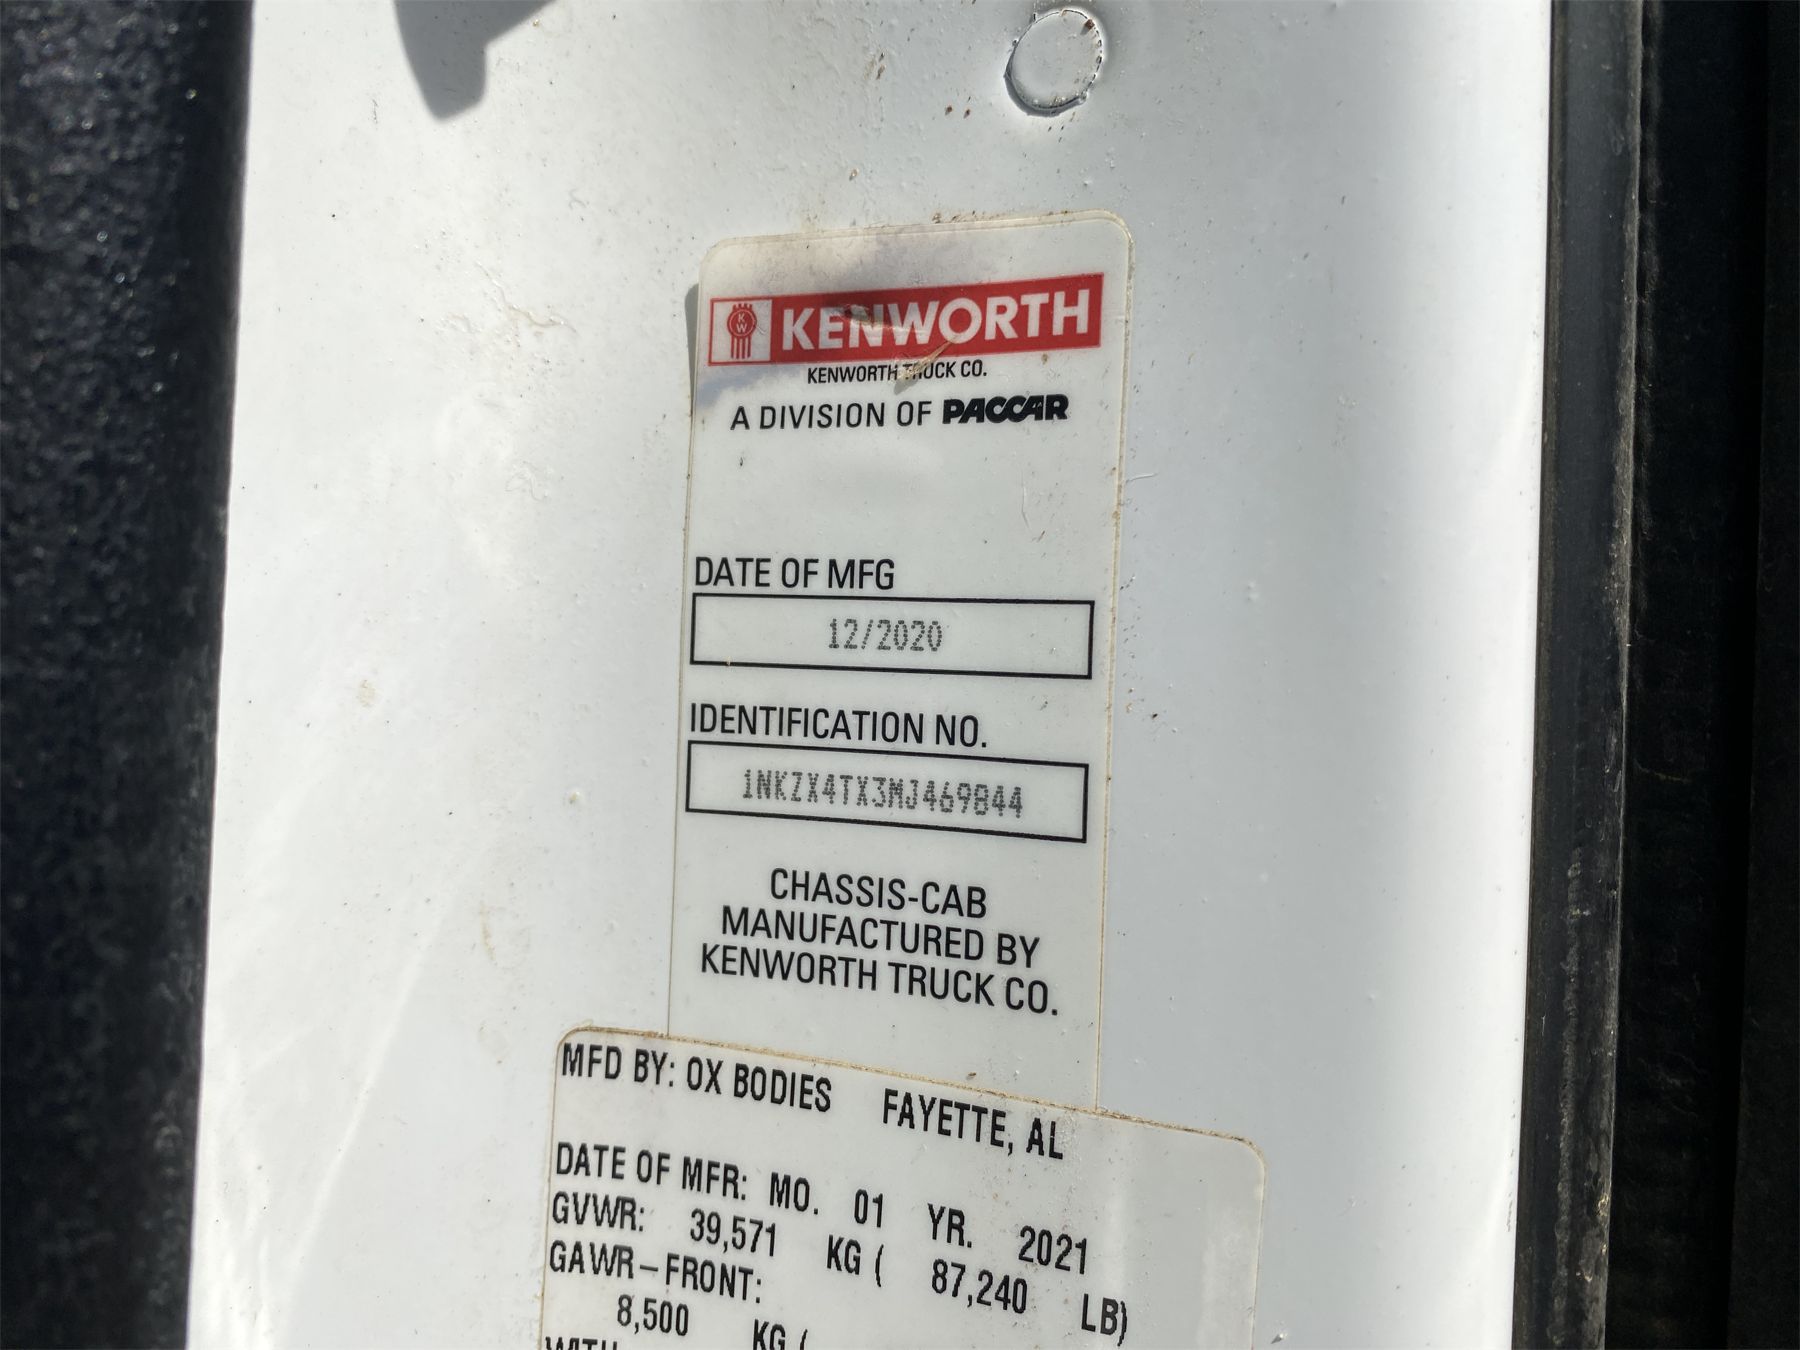 KW KENWORTH
KENWORTH TRUCK CO.
A DIVISION OF PACCAR
DATE OF MFG
12/2020
IDENTIFICATION NO.
1NKZX4TX3MJ469844
CHASSIS-CAB
MANUFACTURED BY
KENWORTH TRUCK CO.
MFD BY: OX BODIES FAYETTE, AL
DATE OF MFR: MO. 01 YR. 2021
GVWR: 39,571 KG ( 87,240 LB)
GAWR-FRONT:
8,500 KG (